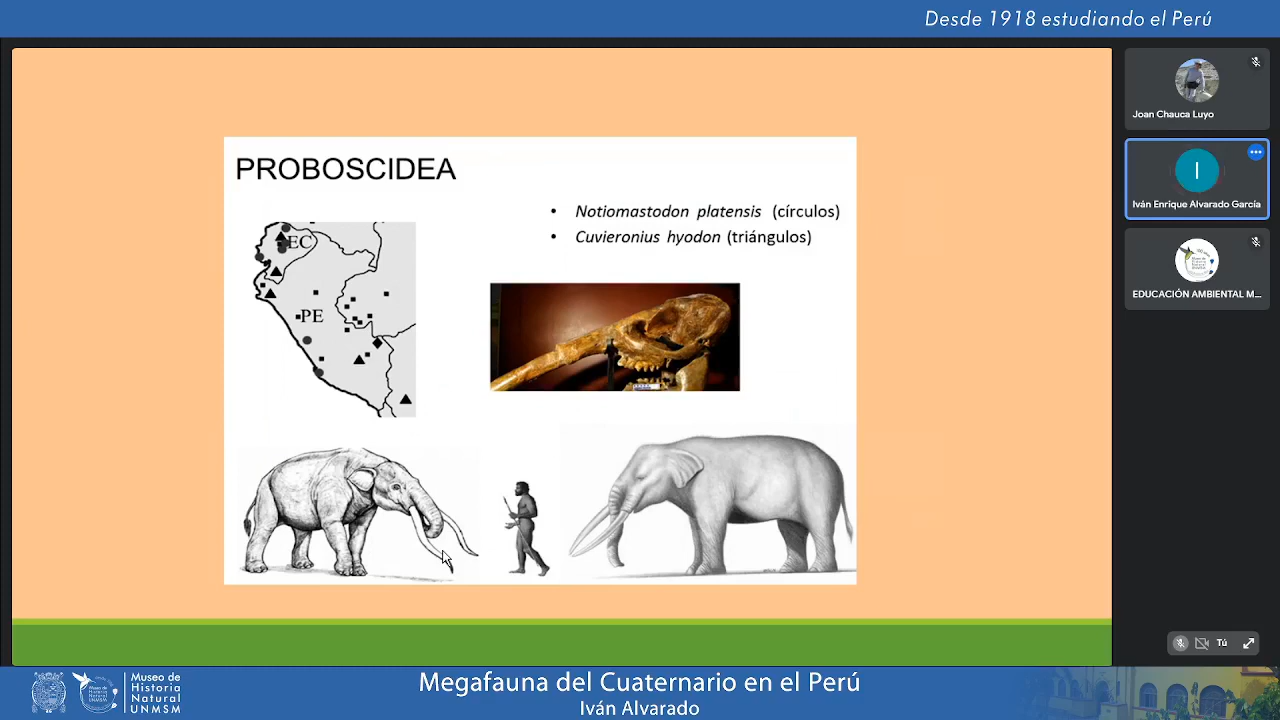 Desde 1918 estudiando el Perú
PROBOSCIDEA
• Notiomastodon platensis (círculos)
• Cuvieronius hyodon (triángulos)
EC
PE
Joan Chauca Luyo
I
Iván Enrique Alvarado García
EDUCACIÓN AMBIENTAL M...
Tú
Museo de
Historia
Natural
UNMSM
Megafauna del Cuaternario en el Perú
Iván Alvarado